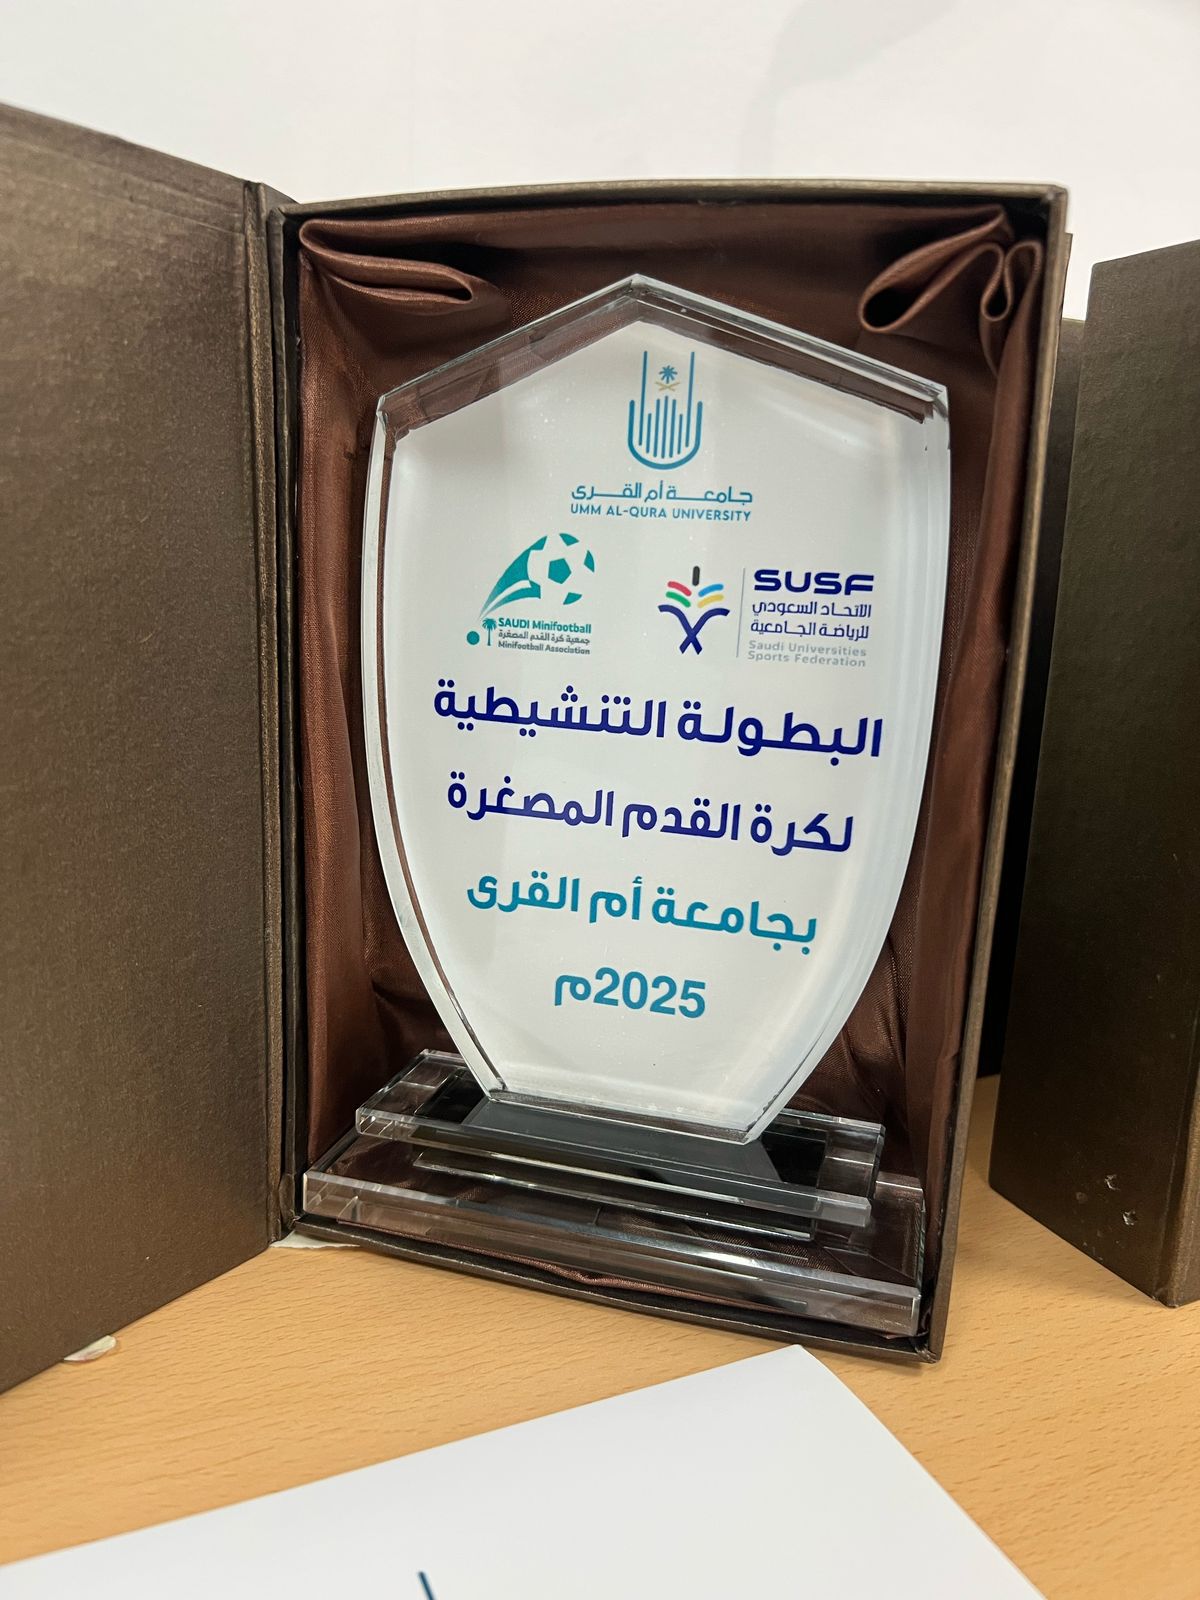 جامعة أم القرى
UMM AL-QURA UNIVERSITY
SAUDI Minifootball
جمعية كرة القدم المصغرة
Minifootball Association
SUSF
الاتحاد السعودي
للرياضة الجامعية
Saudi Universities
Sports Federation
البطولة التنشيطية
لكرة القدم المصغرة
بجامعة أم القرى
2025م